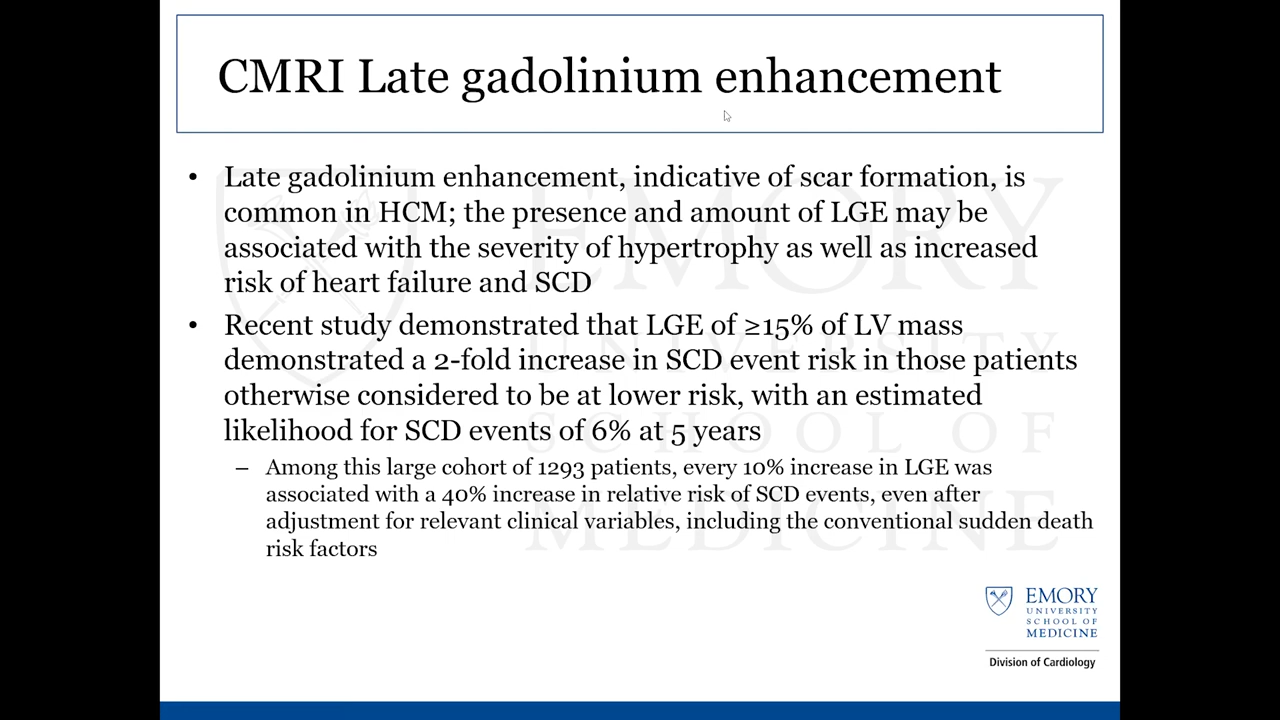 CMRI Late gadolinium enhancement
• Late gadolinium enhancement, indicative of scar formation, is
common in HCM; the presence and amount of LGE may be
associated with the severity of hypertrophy as well as increased
risk of heart failure and SCD
• Recent study demonstrated that LGE of ≥15% of LV mass
demonstrated a 2-fold increase in SCD event risk in those patients
otherwise considered to be at lower risk, with an estimated
likelihood for SCD events of 6% at 5 years
– Among this large cohort of 1293 patients, every 10% increase in LGE was
associated with a 40% increase in relative risk of SCD events, even after
adjustment for relevant clinical variables, including the conventional sudden death
risk factors
EMORY
UNIVERSITY
SCHOOL OF
MEDICINE
EMORY
UNIVERSITY
SCHOOL OF
MEDICINE
Division of Cardiology